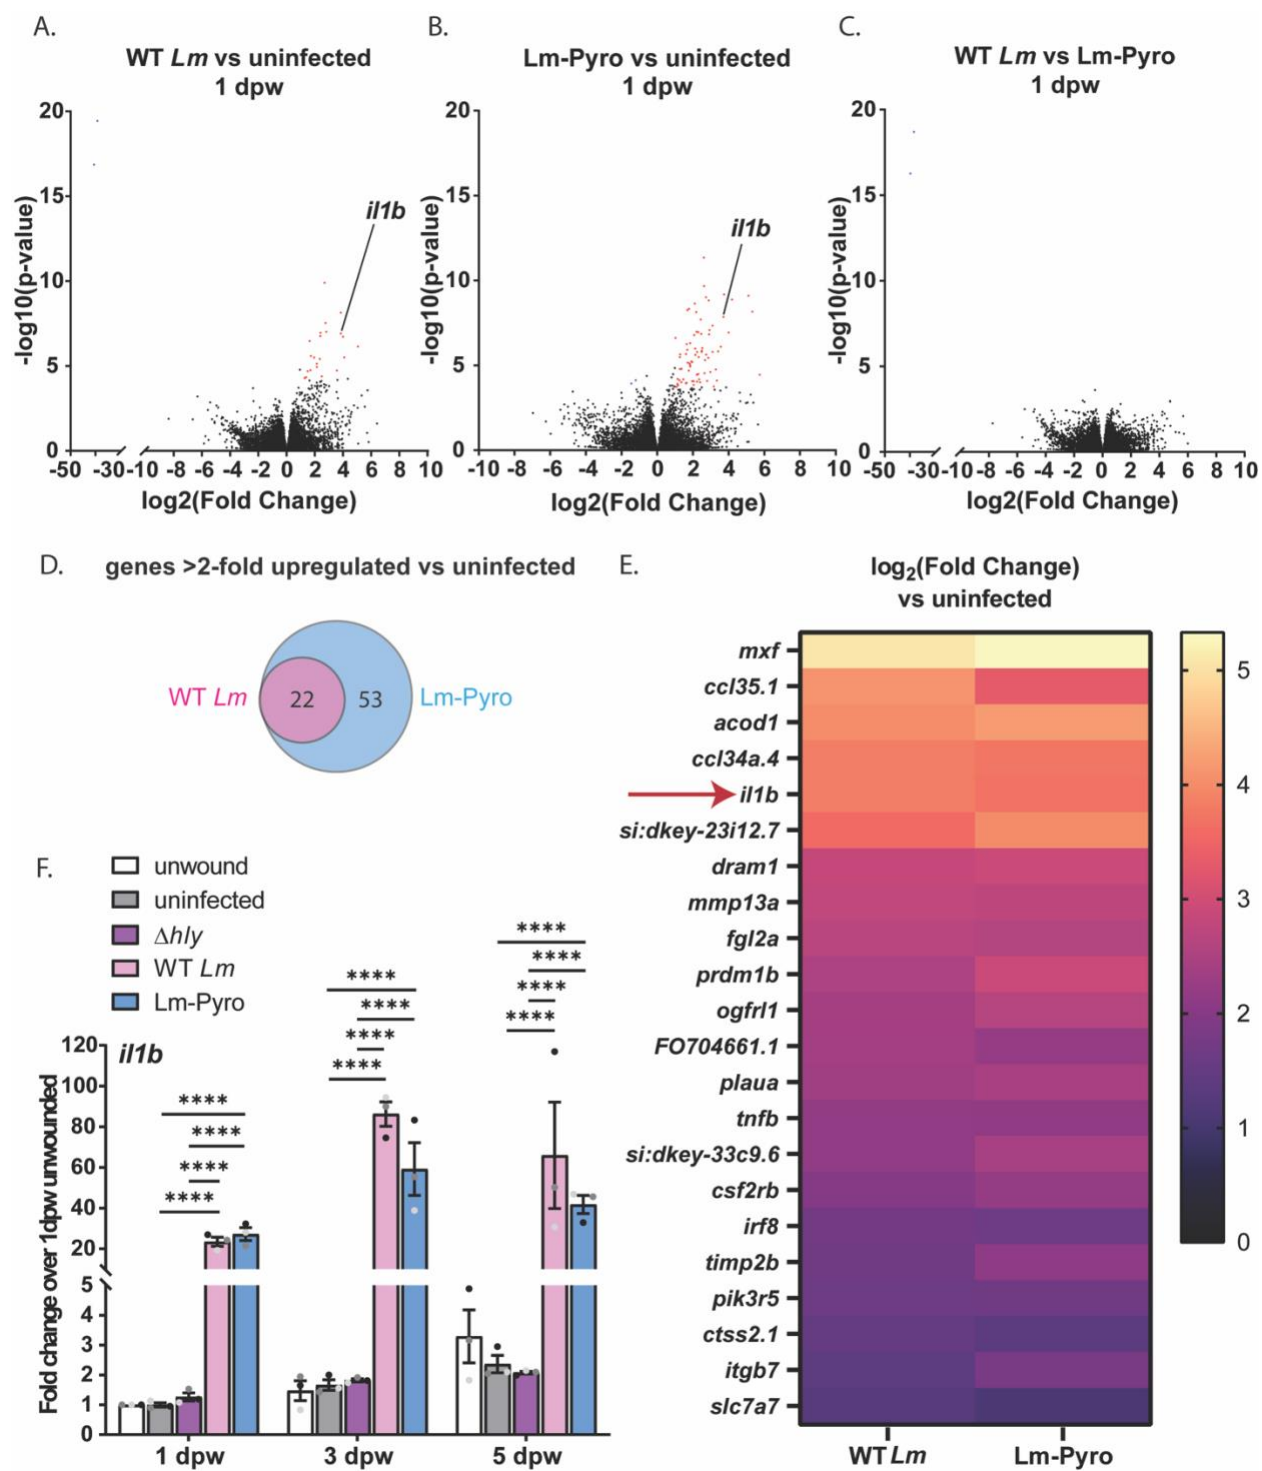 A.
WT Lm vs uninfected
1 dpw
20
15
10
5
0
-log10(p-value)
il1b
-50 -30 -10 -8 -6 -4 -2 0 2 4 6 8 10
log2(Fold Change)
B.
Lm-Pyro vs uninfected
1 dpw
20
15
10
5
0
-log10(p-value)
il1b
-10 -8 -6 -4 -2 0 2 4 6 8 10
log2(Fold Change)
C.
WT Lm vs Lm-Pyro
1 dpw
20
15
10
5
0
-log10(p-value)
-50 -30 -10 -8 -6 -4 -2 0 2 4 6 8 10
log2(Fold Change)
D. genes >2-fold upregulated vs uninfected
WT Lm 22 53 Lm-Pyro
E.
log2(Fold Change)
vs uninfected
mxf
ccl35.1
acod1
ccl34a.4
il1b
si:dkey-23i12.7
dram1
mmp13a
fgl2a
prdm1b
ogfrl1
FO704661.1
plaua
tnfb
si:dkey-33c9.6
csf2rb
irf8
timp2b
pik3r5
ctss2.1
itgb7
slc7a7
WT Lm Lm-Pyro
5
4
3
2
1
0
F.
unwound
uninfected
Δhly
WT Lm
Lm-Pyro
il1b
Fold change over 1dpw unwounded
120
100
80
60
40
20
5
4
3
2
1
0
****
****
****
****
****
****
****
****
****
****
****
****
1 dpw 3 dpw 5 dpw